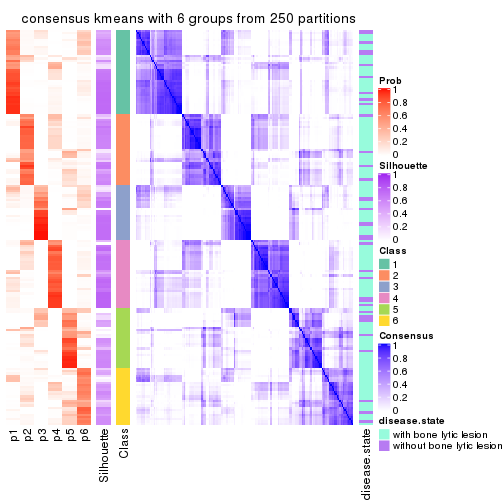 consensus kmeans with 6 groups from 250 partitions
Prob
1
0.8
0.6
0.4
0.2
0
Silhouette
1
0.8
0.6
0.4
0.2
0
Class
1
2
3
4
5
6
Consensus
1
0.8
0.6
0.4
0.2
0
disease.state
with bone lytic lesion
without bone lytic lesion
p1
p2
p3
p4
p5
p6
Silhouette
Class
disease.state